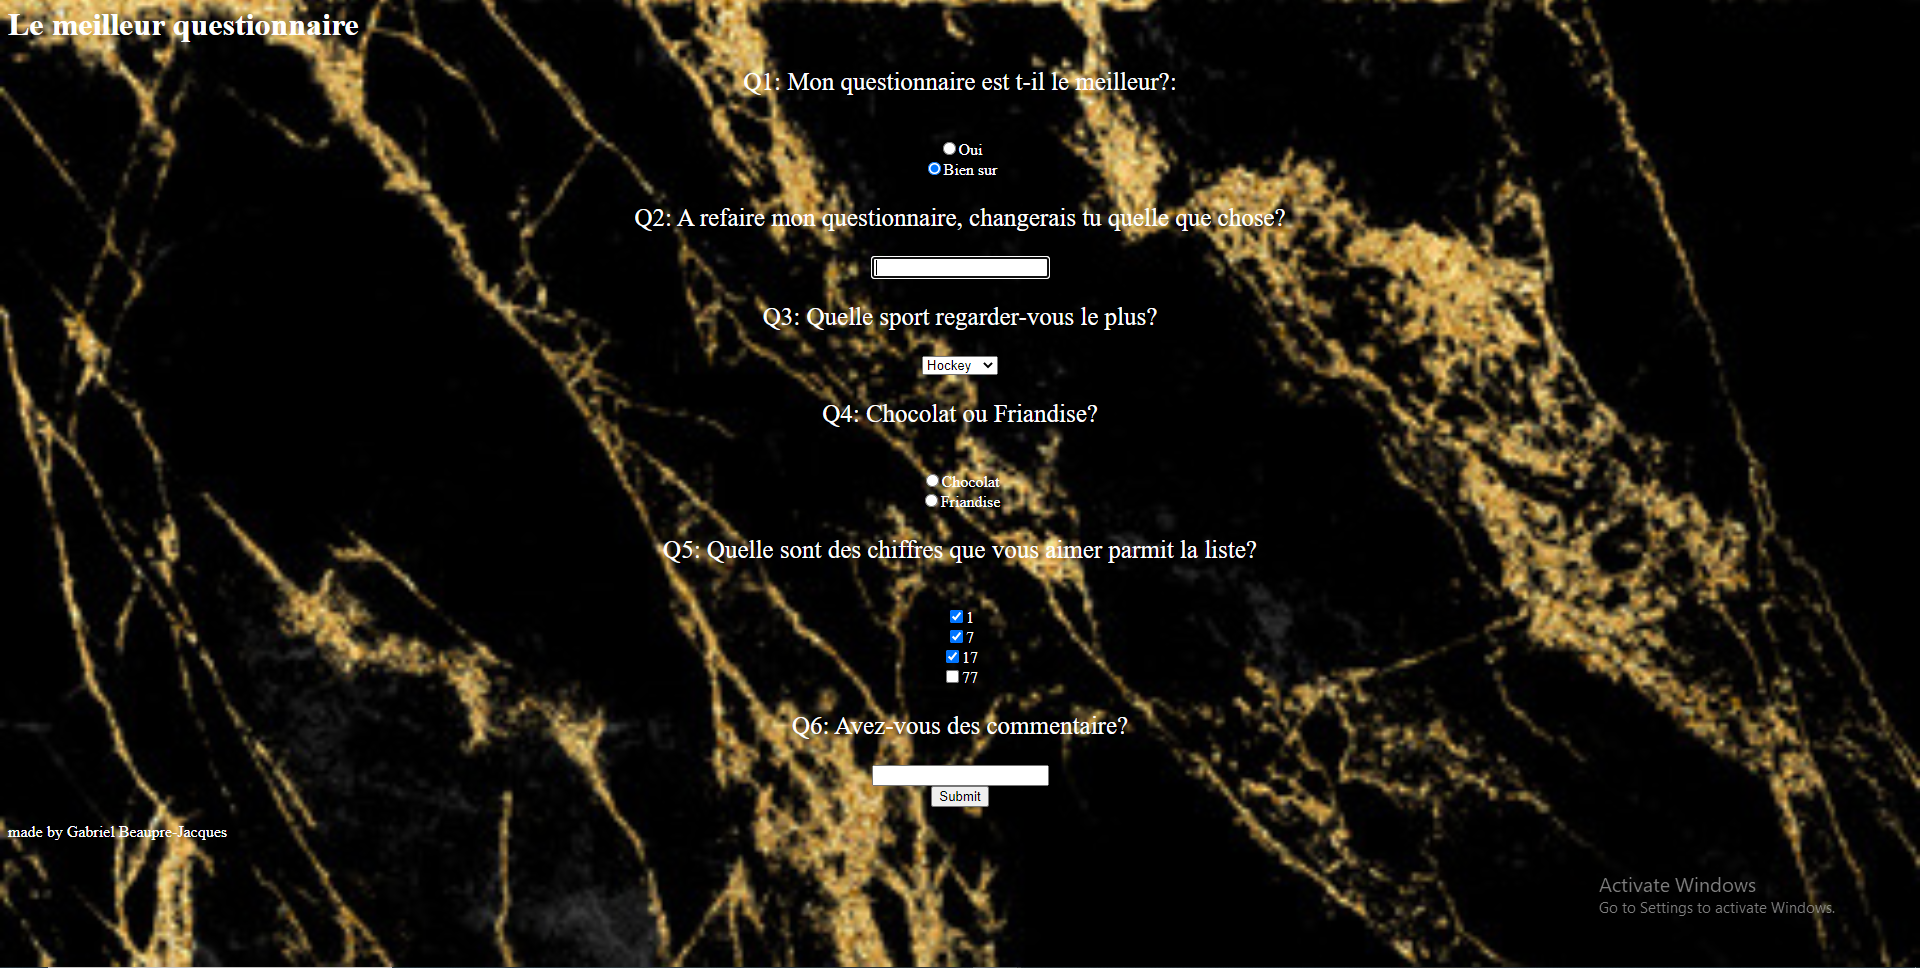 Le meilleur questionnaire
Q1: Mon questionnaire est t-il le meilleur?:
Oui
Bien sur
Q2: A refaire mon questionnaire, changerais tu quelle que chose?
Q3: Quelle sport regarder-vous le plus?
Hockey
Q4: Chocolat ou Friandise?
Chocolat
Friandise
Q5: Quelle sont des chiffres que vous aimer parmit la liste?
1
7
17
77
Q6: Avez-vous des commentaire?
Submit
made by Gabriel Beaupre-Jacques
Activate Windows
Go to Settings to activate Windows.